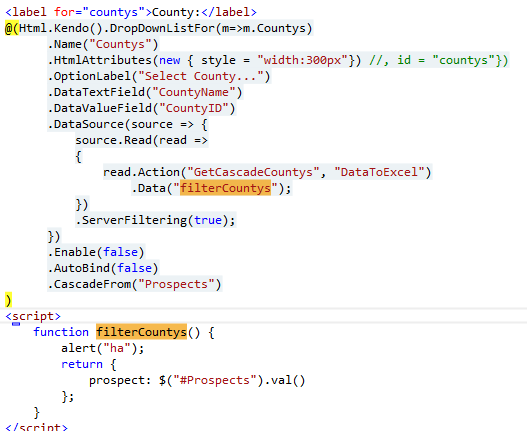 <label for="countys">County:</label>
@(Html.Kendo().DropDownListFor(m=>m.Countys)
.Name("Countys")
.HtmlAttributes(new { style = "width:300px"}) //, id = "countys"})
.OptionLabel("Select County...")
.DataTextField("CountyName")
.DataValueField("CountyID")
.DataSource(source => {
source.Read(read =>
{
read.Action("GetCascadeCountys", "DataToExcel")
.Data("filterCountys");
})
.ServerFiltering(true);
})
.Enable(false)
.AutoBind(false)
.CascadeFrom("Prospects")
)
<script>
function filterCountys() {
alert("ha");
return {
prospect: $("#Prospects").val()
};
}
</script>